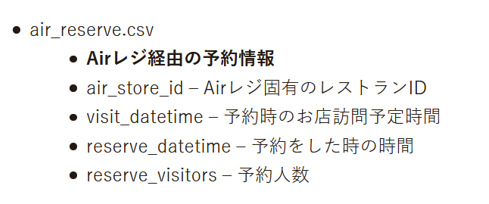 ● air_reserve.csv
● Airレジ経由の予約情報
● air_store_id – Airレジ固有のレストランID
● visit_datetime – 予約時のお店訪問予定時間
● reserve_datetime – 予約をした時の時間
● reserve_visitors – 予約人数